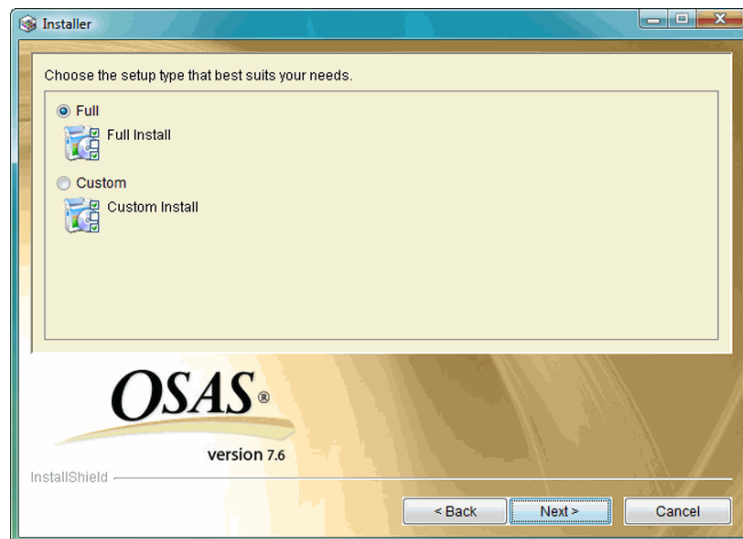 Installer
Choose the setup type that best suits your needs.
Full
Full Install
Custom
Custom Install
OSAS®
version 7.6
InstallShield
< Back
Next >
Cancel